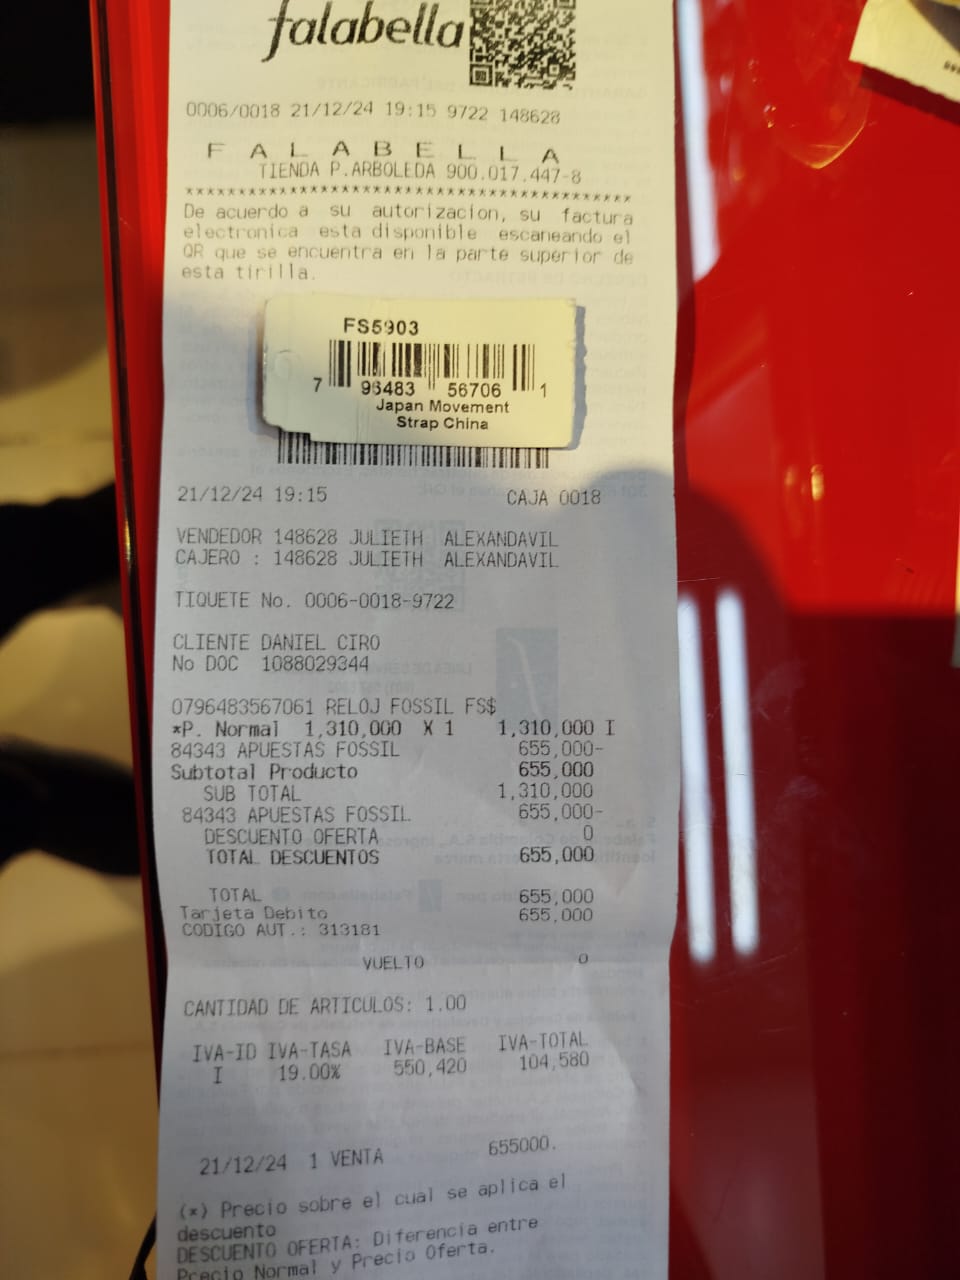 falabella
0006/0018 21/12/24 19:15 9722 148628
F A L A B E L L A
TIENDA P.ARBOLEDA 900.017.447-8
******************************************
De acuerdo a su autorizacion, su factura
electronica esta disponible escaneando el
QR que se encuentra en la parte superior de
esta tirilla.
FS5903
7 96483 56706 1
Japan Movement
Strap China
21/12/24 19:15 CAJA 0018
VENDEDOR 148628 JULIETH ALEXANDAVIL
CAJERO : 148628 JULIETH ALEXANDAVIL
TIQUETE No. 0006-0018-9722
CLIENTE DANIEL CIRO
No DOC 1088029344
0796483567061 RELOJ FOSSIL FS$
*P. Normal 1,310,000 X 1 1,310,000 I
84343 APUESTAS FOSSIL 655,000-
Subtotal Producto 655,000
SUB TOTAL 1,310,000
84343 APUESTAS FOSSIL 655,000-
DESCUENTO OFERTA 0
TOTAL DESCUENTOS 655,000
TOTAL 655,000
Tarjeta Debito 655,000
CODIGO AUT.: 313181
VUELTO 0
CANTIDAD DE ARTICULOS: 1.00
IVA-ID IVA-TASA IVA-BASE IVA-TOTAL
I 19.00% 550,420 104,580
21/12/24 1 VENTA 655000.
(*) Precio sobre el cual se aplica el
descuento
DESCUENTO OFERTA: Diferencia entre
Precio Normal y Precio Oferta.